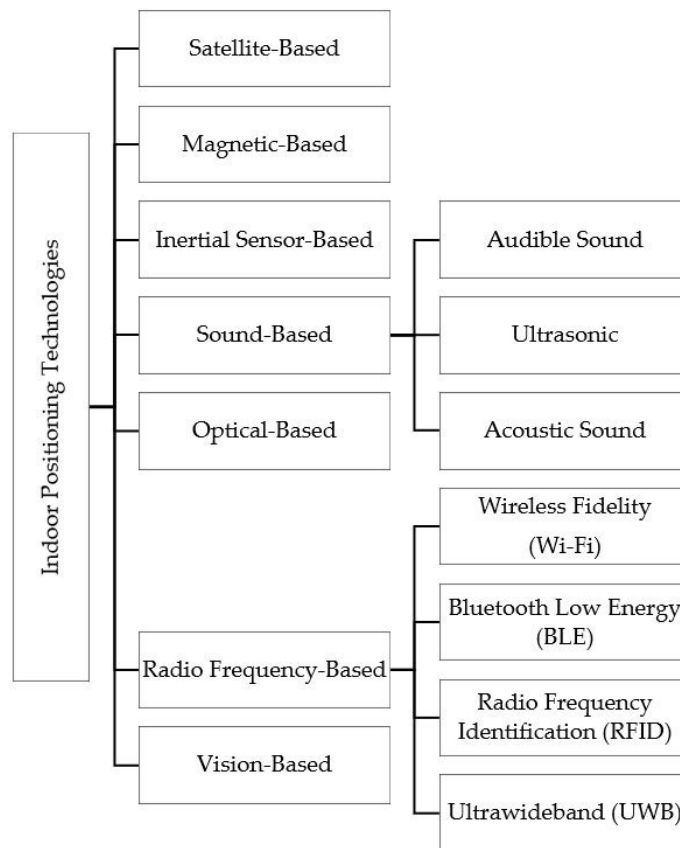 Indoor Positioning Technologies
Satellite-Based
Magnetic-Based
Inertial Sensor-Based
Sound-Based
Optical-Based
Radio Frequency-Based
Vision-Based
Audible Sound
Ultrasonic
Acoustic Sound
Wireless Fidelity
(Wi-Fi)
Bluetooth Low Energy
(BLE)
Radio Frequency
Identification (RFID)
Ultrawideband (UWB)